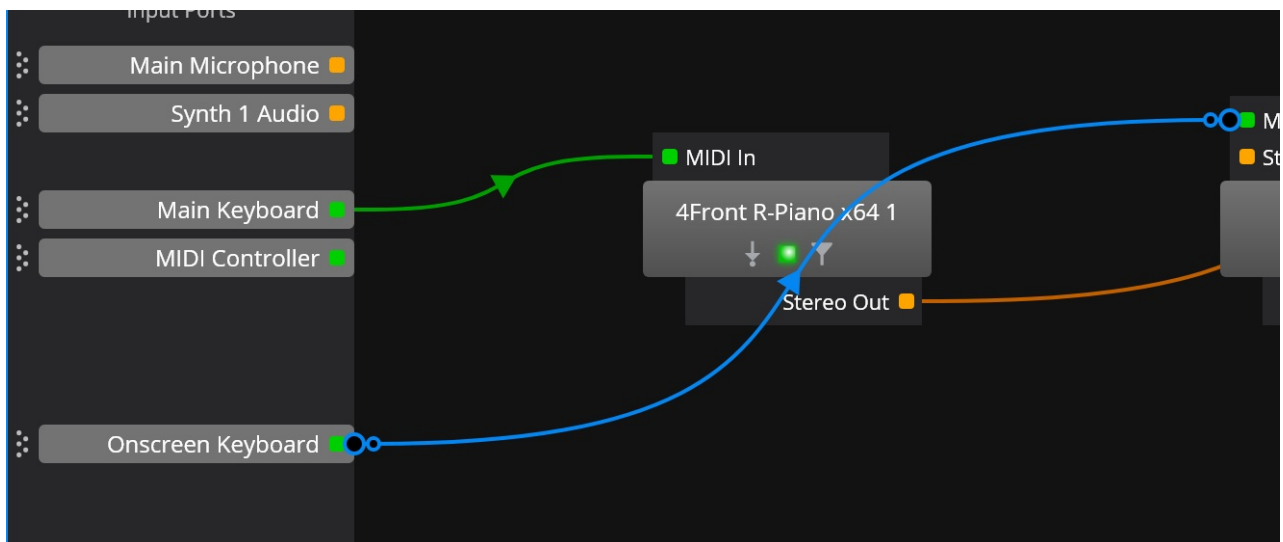 Input Ports
Main Microphone
Synth 1 Audio
Main Keyboard
MIDI Controller
Onscreen Keyboard
MIDI In
4Front R-Piano x64 1
Stereo Out
M
St